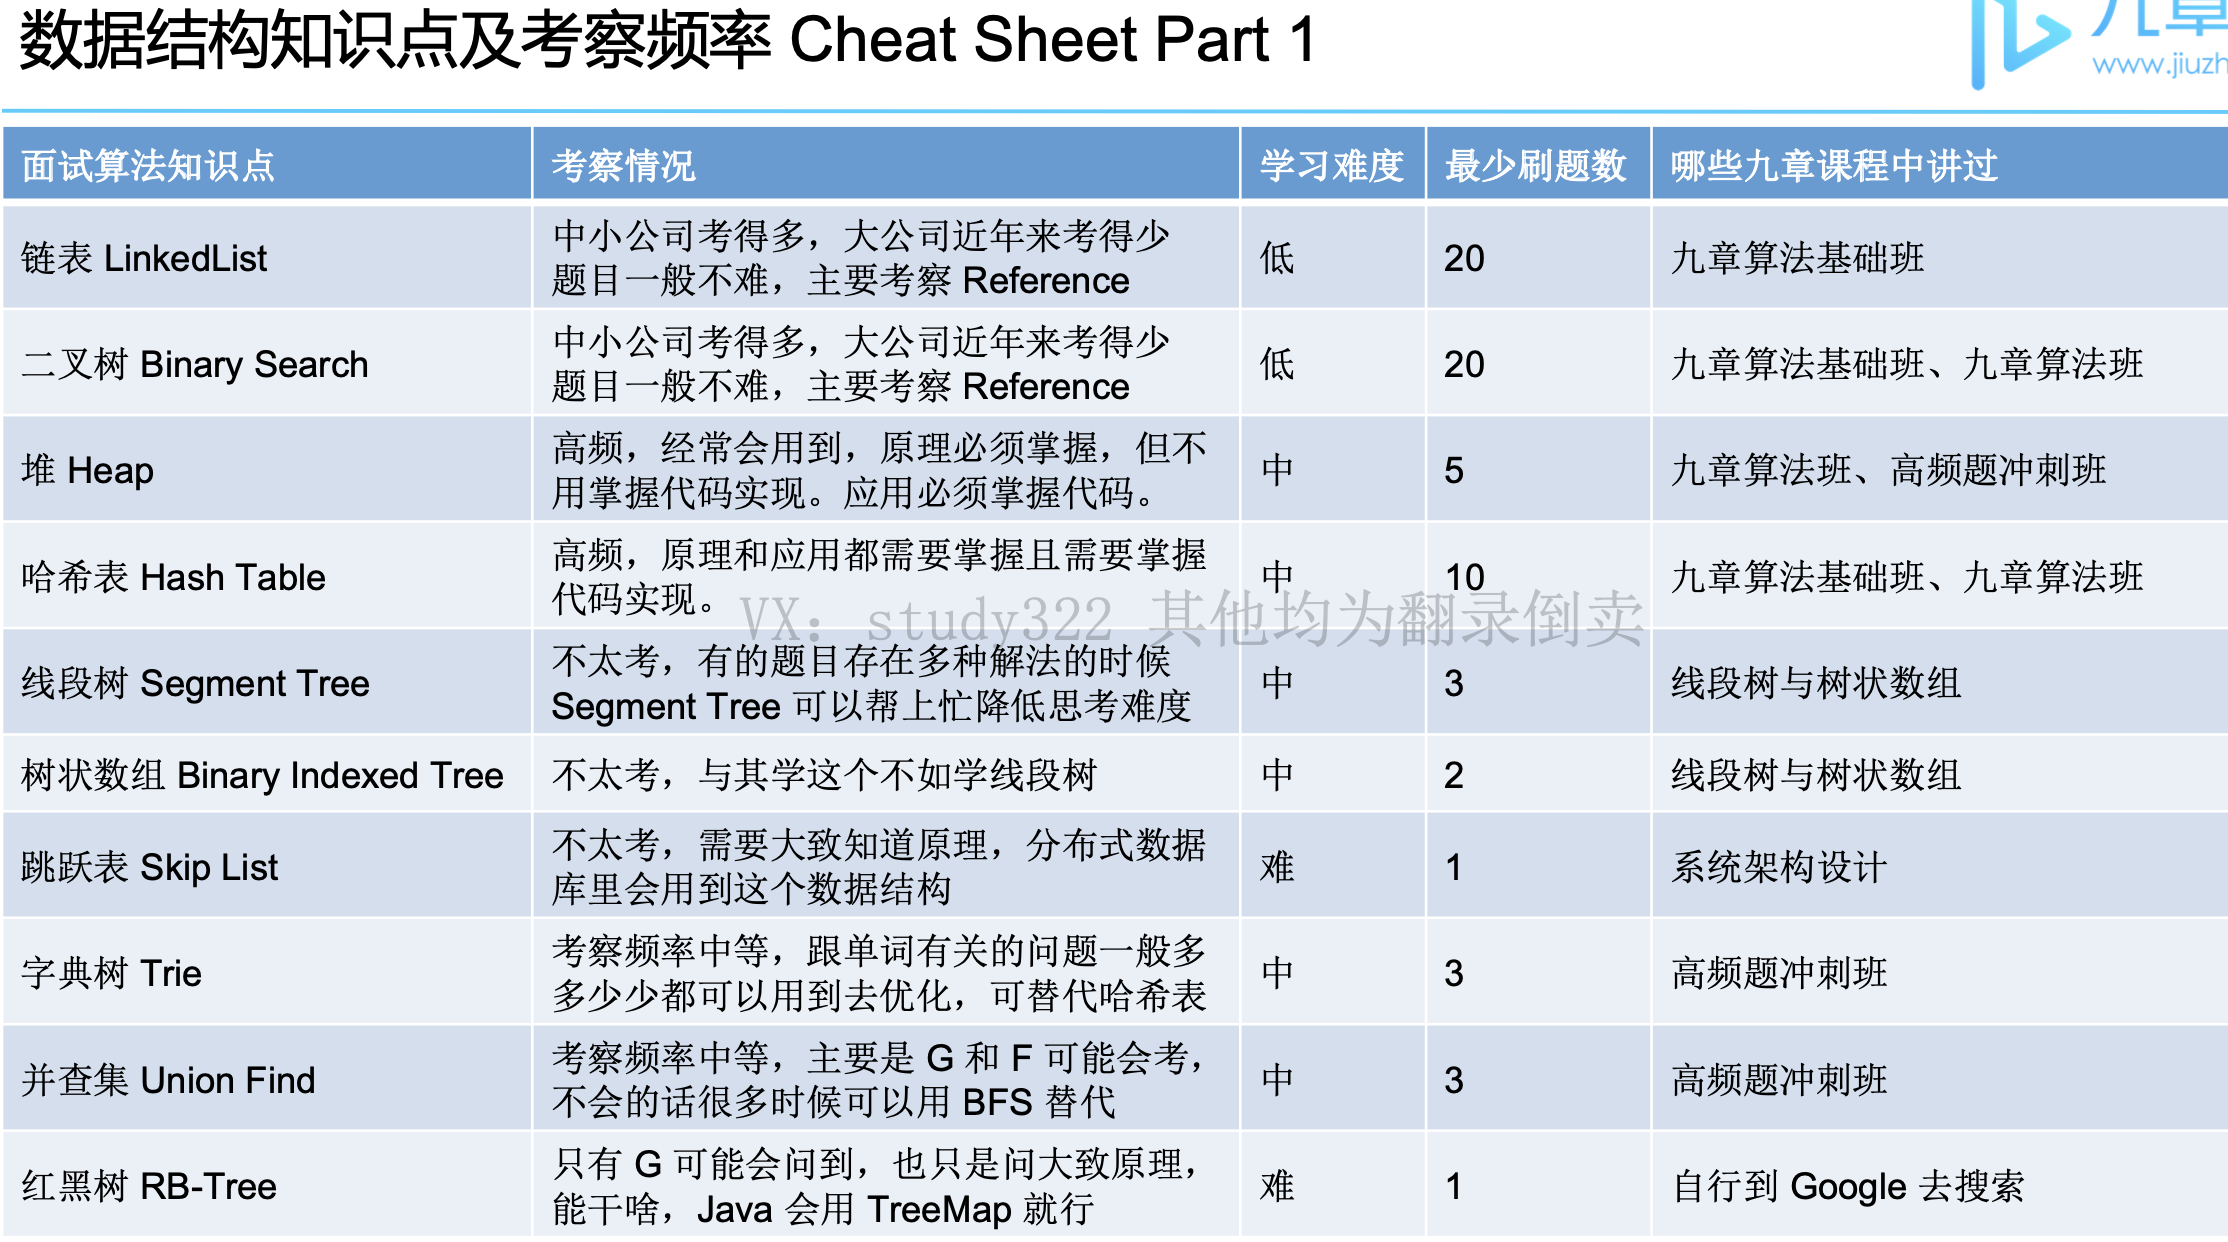 数据结构知识点及考察频率 Cheat Sheet Part 1
九章
www.jiuzh
面试算法知识点 考察情况 学习难度 最少刷题数 哪些九章课程中讲过
链表 LinkedList
中小公司考得多，大公司近年来考得少
题目一般不难，主要考察 Reference
低
20
九章算法基础班
二叉树 Binary Search
中小公司考得多，大公司近年来考得少
题目一般不难，主要考察 Reference
低
20
九章算法基础班、九章算法班
堆 Heap
高频，经常会用到，原理必须掌握，但不
用掌握代码实现。应用必须掌握代码。
中
5
九章算法班、高频题冲刺班
哈希表 Hash Table
高频，原理和应用都需要掌握且需要掌握
代码实现。
中
10
九章算法基础班、九章算法班
VX：study322 其他均为翻录倒卖
线段树 Segment Tree
不太考，有的题目存在多种解法的时候
Segment Tree 可以帮上忙降低思考难度
中
3
线段树与树状数组
树状数组 Binary Indexed Tree
不太考，与其学这个不如学线段树
中
2
线段树与树状数组
跳跃表 Skip List
不太考，需要大致知道原理，分布式数据
库里会用到这个数据结构
难
1
系统架构设计
字典树 Trie
考察频率中等，跟单词有关的问题一般多
多少少都可以用到去优化，可替代哈希表
中
3
高频题冲刺班
并查集 Union Find
考察频率中等，主要是 G 和 F 可能会考，
不会的话很多时候可以用 BFS 替代
中
3
高频题冲刺班
红黑树 RB-Tree
只有 G 可能会问到，也只是问大致原理，
能干啥，Java 会用 TreeMap 就行
难
1
自行到 Google 去搜索